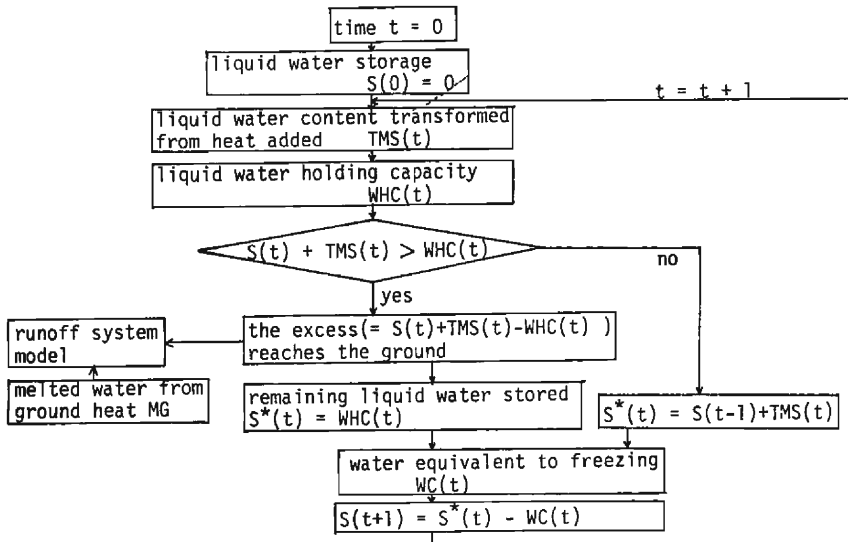 time t = 0
liquid water storage
S(0) = 0
t = t + 1
liquid water content transformed
from heat added TMS(t)
liquid water holding capacity
WHC(t)
S(t) + TMS(t) > WHC(t)
no
yes
runoff system
model
the excess(= S(t)+TMS(t)-WHC(t) )
reaches the ground
melted water from
ground heat MG
remaining liquid water stored
S*(t) = WHC(t)
S*(t) = S(t-1)+TMS(t)
water equivalent to freezing
WC(t)
S(t+1) = S*(t) - WC(t)